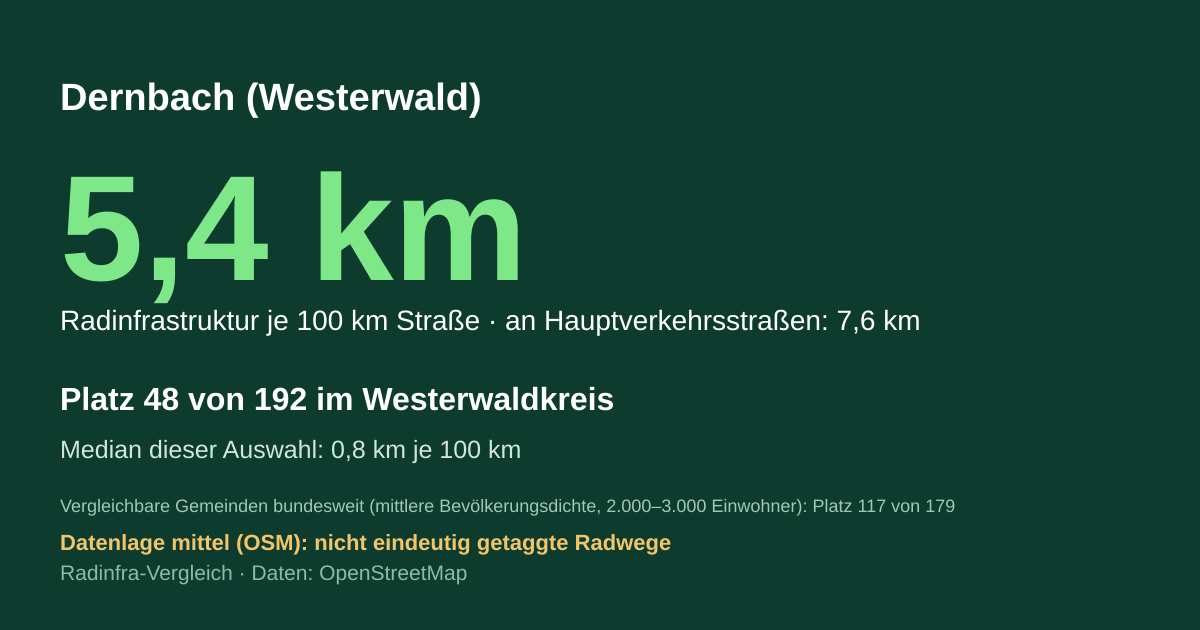 Dernbach (Westerwald)
5,4 km
Radinfrastruktur je 100 km Straße · an Hauptverkehrsstraßen: 7,6 km
Platz 48 von 192 im Westerwaldkreis
Median dieser Auswahl: 0,8 km je 100 km
Vergleichbare Gemeinden bundesweit (mittlere Bevölkerungsdichte, 2.000–3.000 Einwohner): Platz 117 von 179
Datenlage mittel (OSM): nicht eindeutig getaggte Radwege
Radinfra-Vergleich · Daten: OpenStreetMap